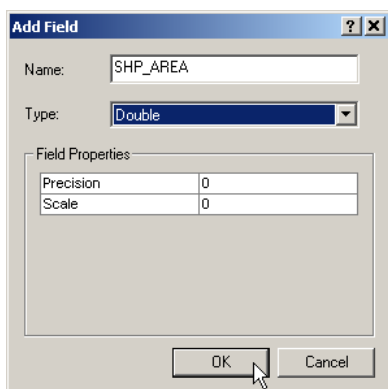 Add Field
Name: SHP_AREA
Type: Double
Field Properties
Precision 0
Scale 0
OK Cancel